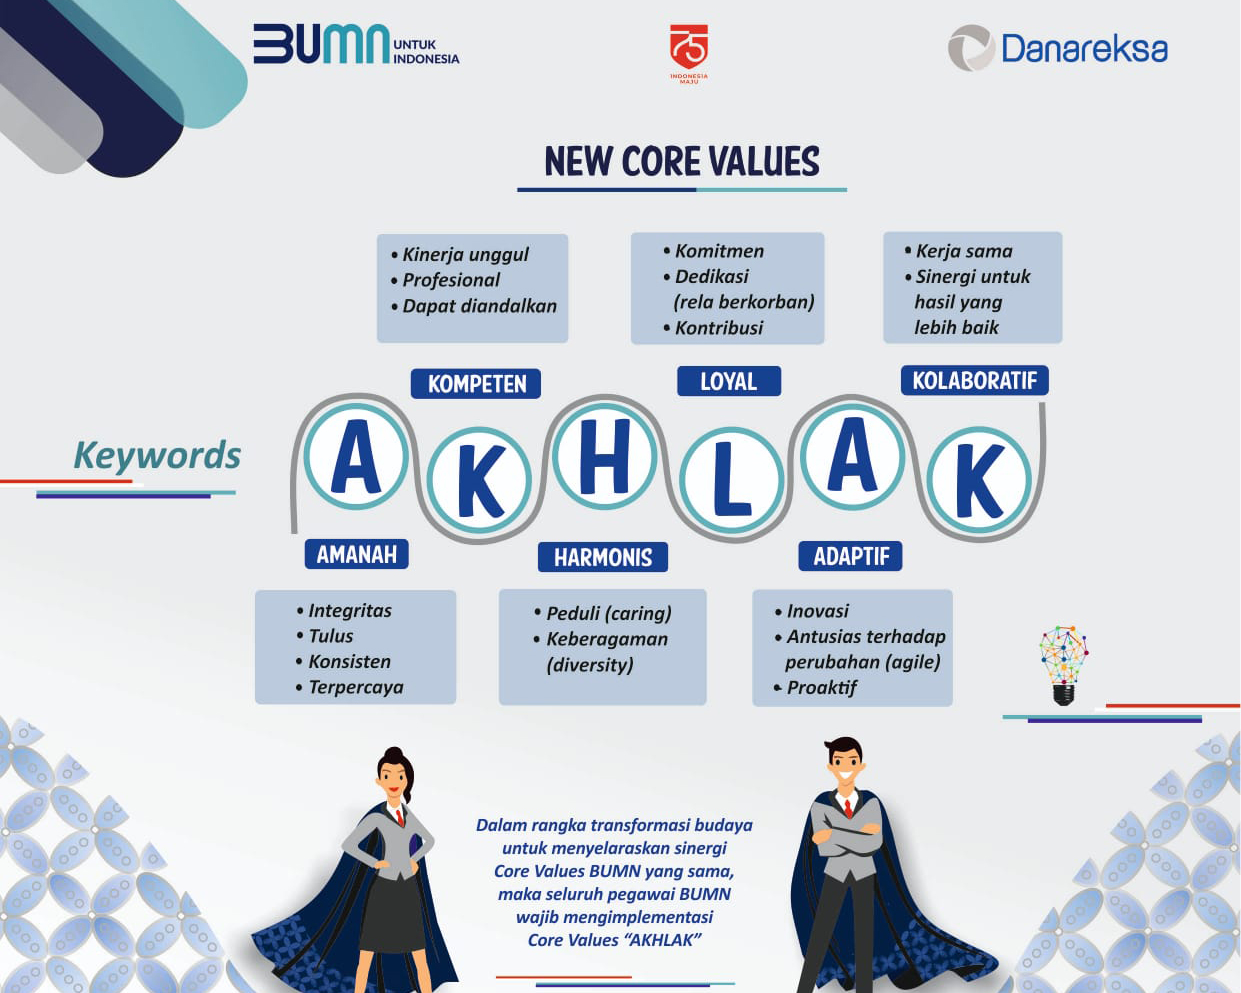 BUMN UNTUK
INDONESIA
75
INDONESIA
MAJU
Danareksa
NEW CORE VALUES
• Kinerja unggul
• Profesional
• Dapat diandalkan
• Komitmen
• Dedikasi
(rela berkorban)
• Kontribusi
• Kerja sama
• Sinergi untuk
hasil yang
lebih baik
KOMPETEN
LOYAL
KOLABORATIF
Keywords
A K H L A K
AMANAH
HARMONIS
ADAPTIF
• Integritas
• Tulus
• Konsisten
• Terpercaya
• Peduli (caring)
• Keberagaman
(diversity)
• Inovasi
• Antusias terhadap
perubahan (agile)
• Proaktif
Dalam rangka transformasi budaya
untuk menyelaraskan sinergi
Core Values BUMN yang sama,
maka seluruh pegawai BUMN
wajib mengimplementasi
Core Values “AKHLAK”